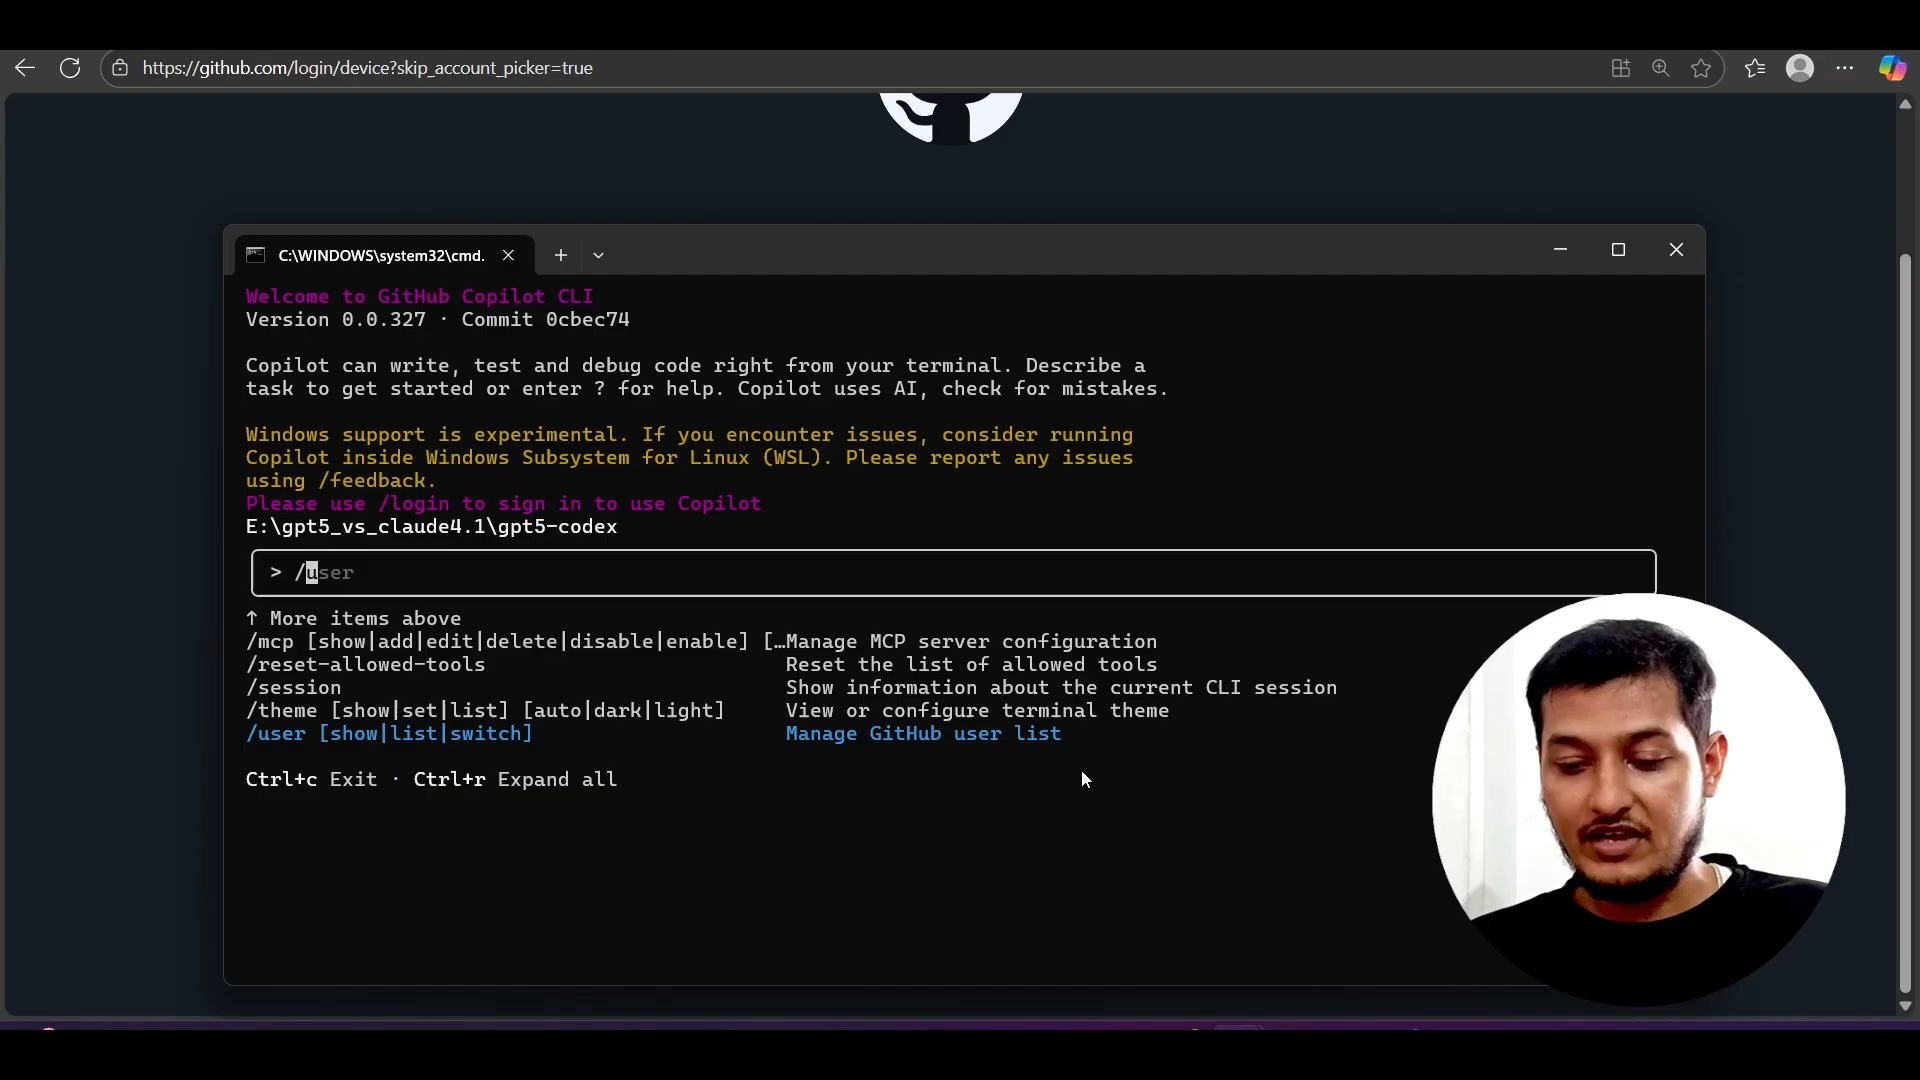 https://github.com/login/device?skip_account_picker=true
C:\WINDOWS\system32\cmd.
Welcome to GitHub Copilot CLI
Version 0.0.327 · Commit 0cbec74
Copilot can write, test and debug code right from your terminal. Describe a
task to get started or enter ? for help. Copilot uses AI, check for mistakes.
Windows support is experimental. If you encounter issues, consider running
Copilot inside Windows Subsystem for Linux (WSL). Please report any issues
using /feedback.
Please use /login to sign in to use Copilot
E:\gpt5_vs_claude4.1\gpt5-codex
> /user
↑ More items above
/mcp [show|add|edit|delete|disable|enable] […Manage MCP server configuration
/reset-allowed-tools Reset the list of allowed tools
/session Show information about the current CLI session
/theme [show|set|list] [auto|dark|light] View or configure terminal theme
/user [show|list|switch] Manage GitHub user list
Ctrl+c Exit · Ctrl+r Expand all